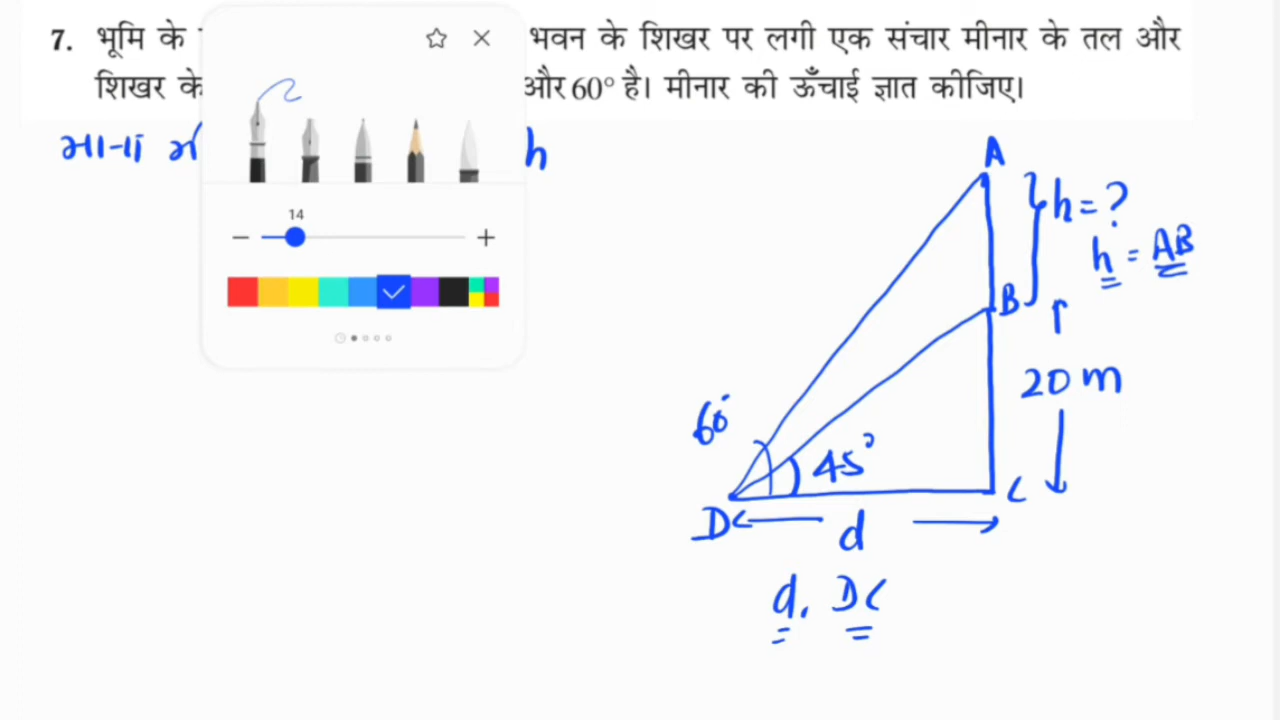 7. भूमि के भवन के शिखर पर लगी एक संचार मीनार के तल और
शिखर के और 60° है। मीनार की ऊँचाई ज्ञात कीजिए।
माना h
14
A
h = ?
h = AB
B
20 m
60°
45°
D C
d
d, DC